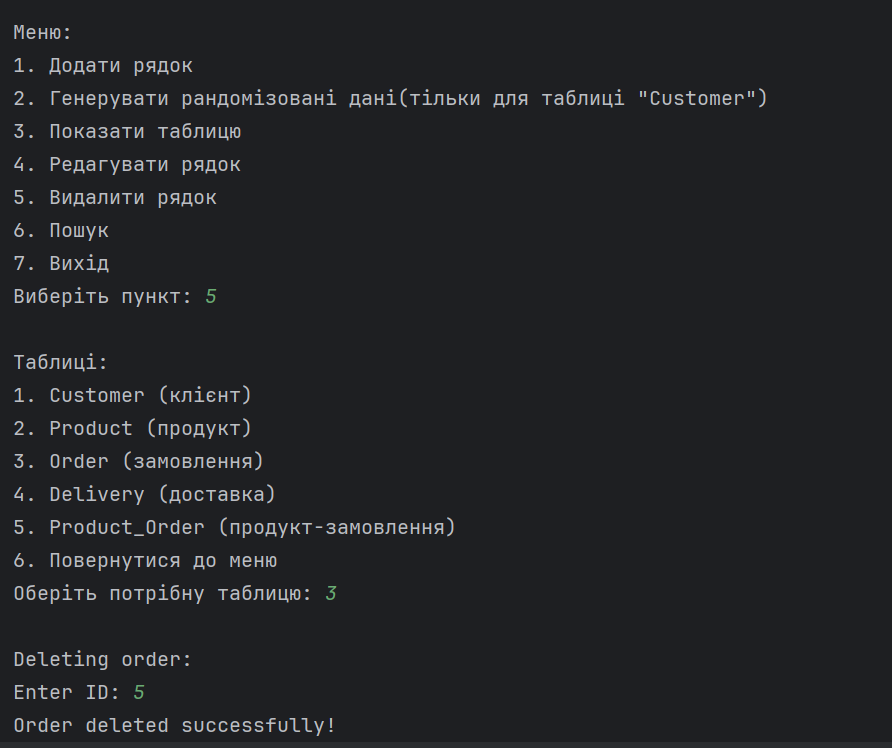 Меню:
1. Додати рядок
2. Генерувати рандомізовані дані(тільки для таблиці "Customer")
3. Показати таблицю
4. Редагувати рядок
5. Видалити рядок
6. Пошук
7. Вихід
Виберіть пункт: 5
Таблиці:
1. Customer (клієнт)
2. Product (продукт)
3. Order (замовлення)
4. Delivery (доставка)
5. Product_Order (продукт-замовлення)
6. Повернутися до меню
Оберіть потрібну таблицю: 3
Deleting order:
Enter ID: 5
Order deleted successfully!